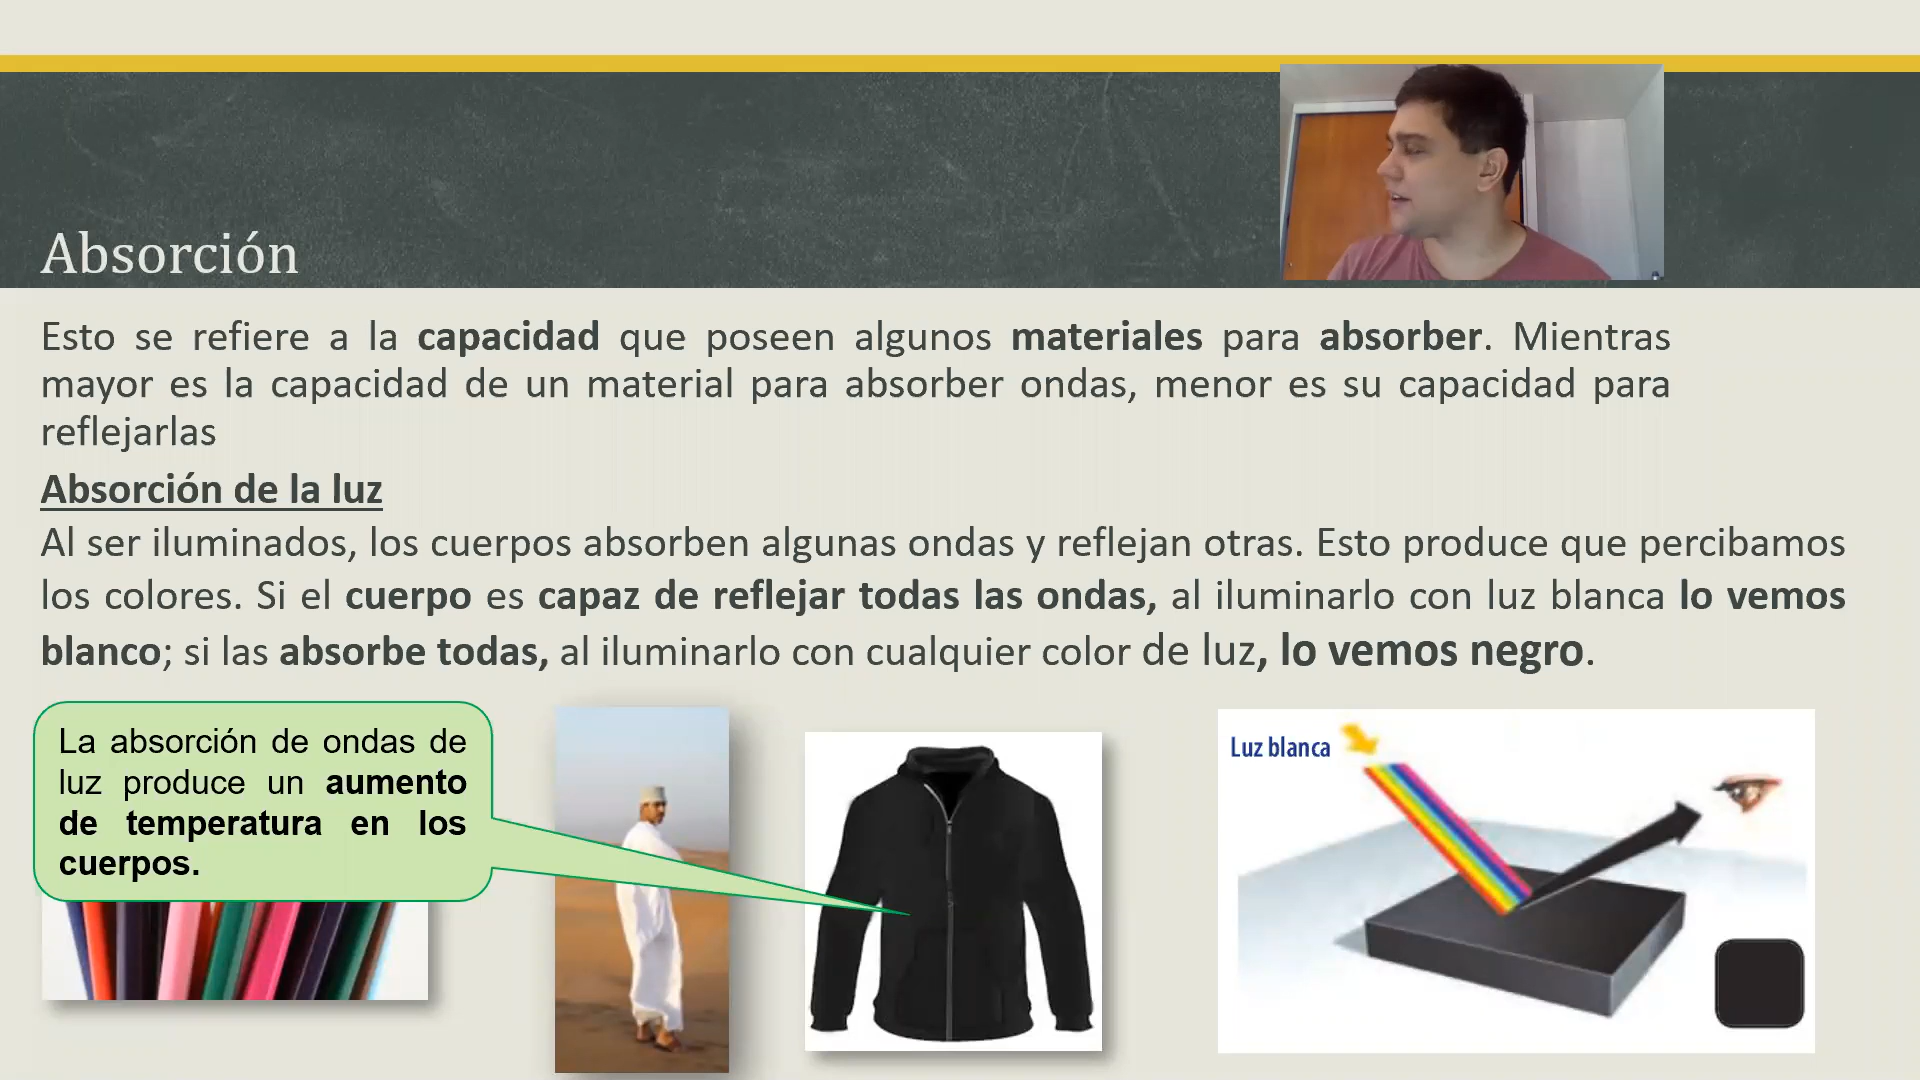 Absorción
Esto se refiere a la capacidad que poseen algunos materiales para absorber. Mientras
mayor es la capacidad de un material para absorber ondas, menor es su capacidad para
reflejarlas
Absorción de la luz
Al ser iluminados, los cuerpos absorben algunas ondas y reflejan otras. Esto produce que percibamos
los colores. Si el cuerpo es capaz de reflejar todas las ondas, al iluminarlo con luz blanca lo vemos
blanco; si las absorbe todas, al iluminarlo con cualquier color de luz, lo vemos negro.
La absorción de ondas de
luz produce un aumento
de temperatura en los
cuerpos.
Luz blanca